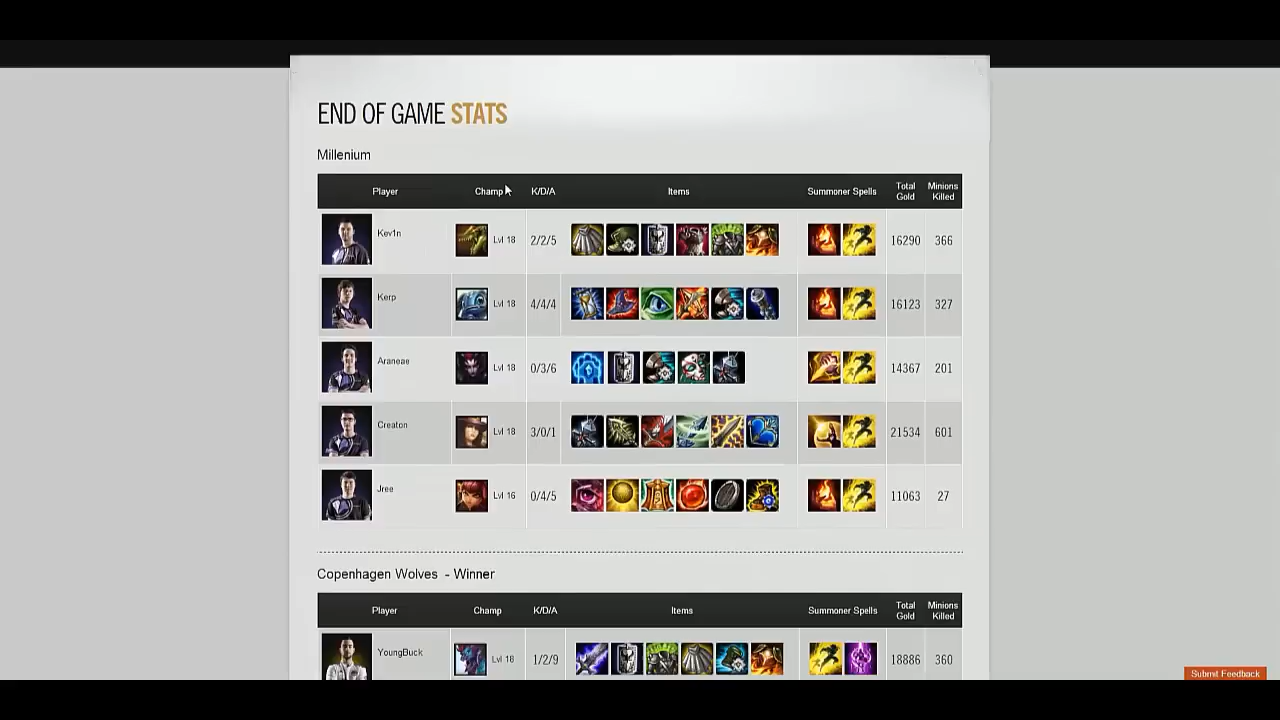 END OF GAME STATS
Millenium
Player Champ K/D/A Items Summoner Spells Total Gold Minions Killed
Kev1n Lvl 18 2/2/5 16290 366
Kerp Lvl 18 4/4/4 16123 327
Araneae Lvl 18 0/3/6 14367 201
Creaton Lvl 18 3/0/1 21534 601
Jree Lvl 16 0/4/5 11063 27
Copenhagen Wolves - Winner
Player Champ K/D/A Items Summoner Spells Total Gold Minions Killed
YoungBuck Lvl 18 1/2/9 18886 360
Submit Feedback